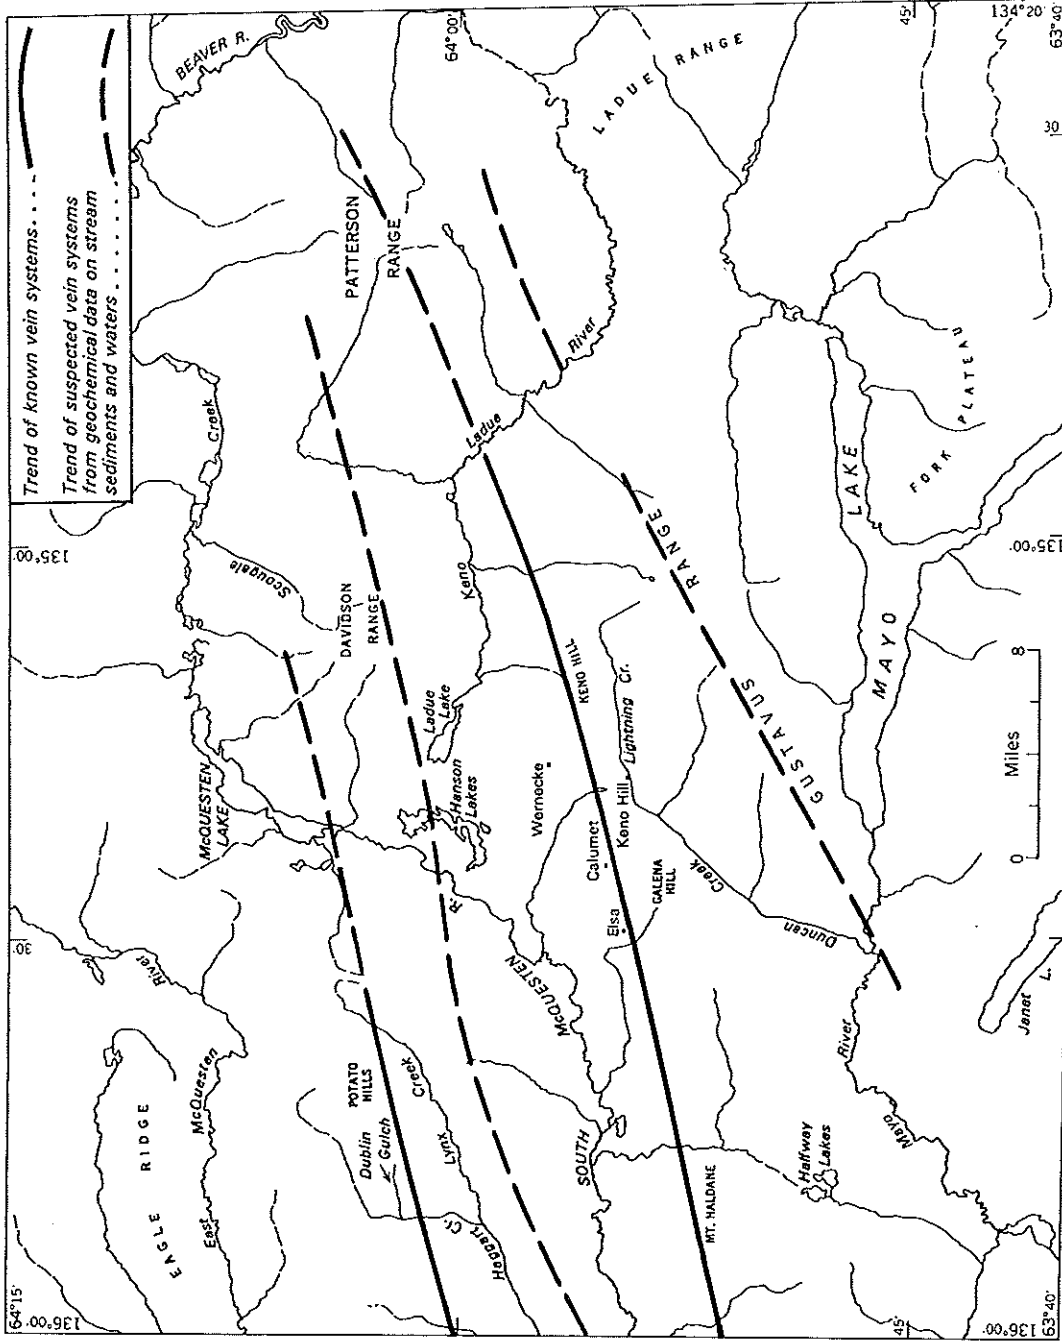 Trend of known vein systems....
Trend of suspected vein systems
from geochemical data on stream
sediments and waters.......
64°15'
136°00'
30'
135°00'
BEAVER R.
64°00'
45'
134°20'
63°40'
30
EAGLE RIDGE
East McQuesten River
McQUESTEN
LAKE
Scougale Creek
PATTERSON
RANGE
LADUE RANGE
POTATO
HILLS
Dublin
Gulch
Lynx Creek
Haggart Cr.
DAVIDSON
RANGE
Ladue
Lake
Hanson
Lakes
Keno
Ladue River
SOUTH McQUESTEN R.
Wernecke
Calumet
Elsa
Keno Hill
KENO HILL
Lightning Cr.
GALENA
HILL
MT. HALDANE
Duncan Creek
GUSTAVUS RANGE
Halfway
Lakes
Mayo River
MAYO LAKE
FORK PLATEAU
Janet L.
0 8
Miles
63°40'
136°00'
45'
135°00'